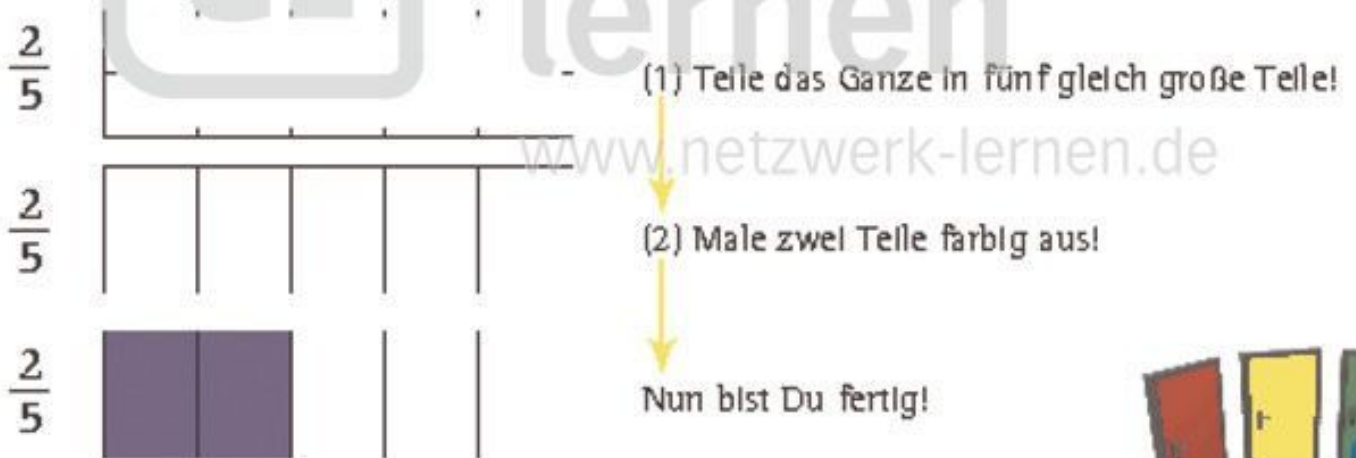 lernen
2
5
(1) Teile das Ganze in fünf gleich große Teile!
www.netzwerk-lernen.de
2
5
(2) Male zwei Teile farbig aus!
2
5
Nun bist Du fertig!